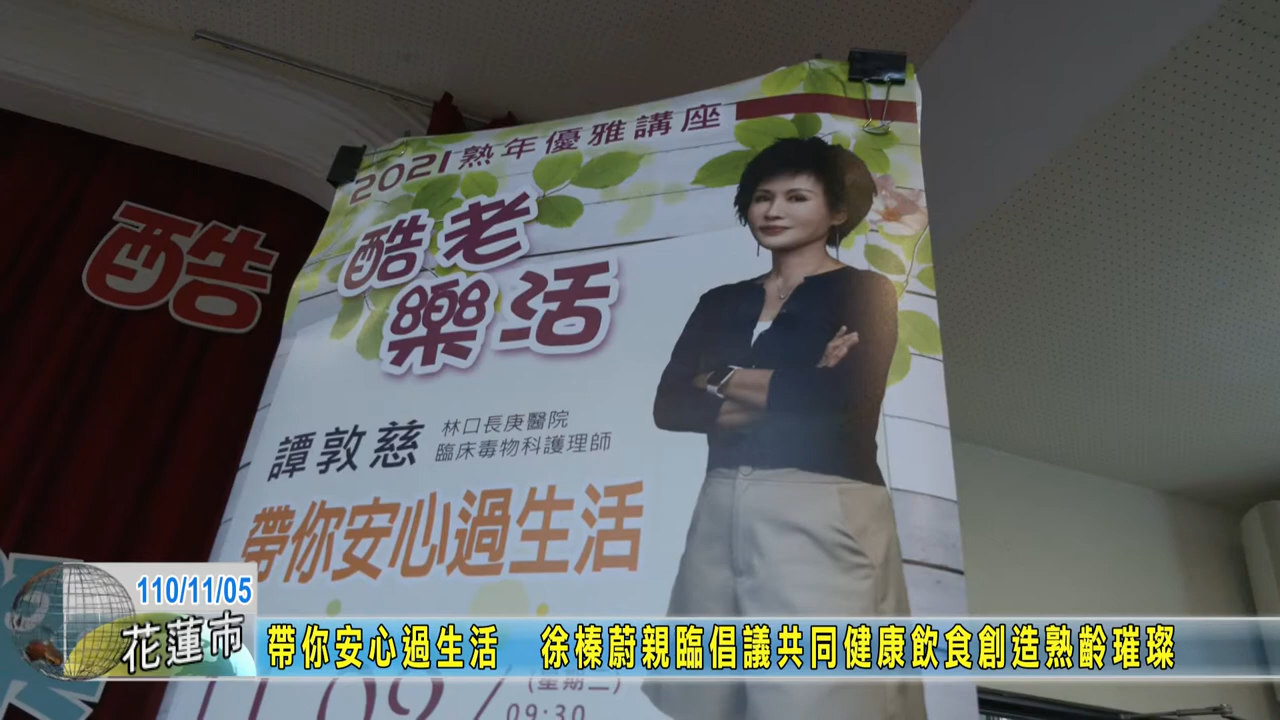 2021熟年優雅講座
酷老
樂活
酷
譚敦慈
林口長庚醫院
臨床毒物科護理師
帶你安心過生活
09:30
110/11/05
花蓮市
帶你安心過生活 徐榛蔚親臨倡議共同健康飲食創造熟齡璀璨